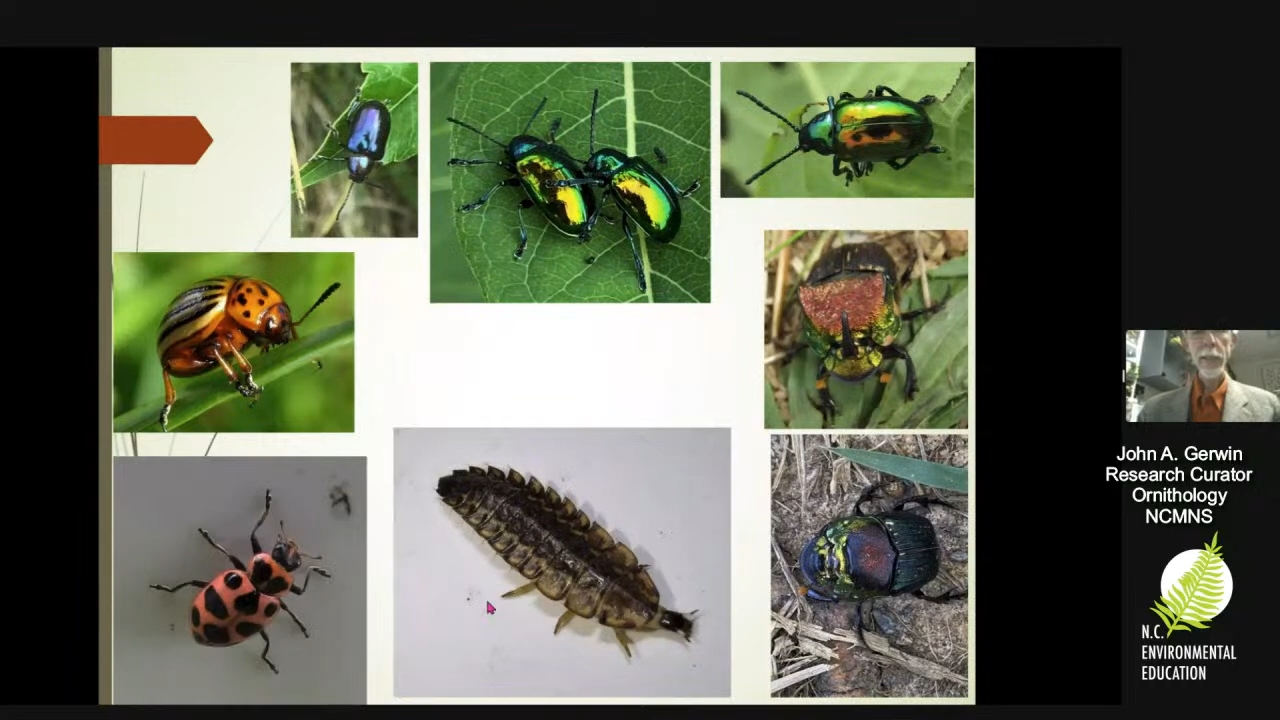 John A. Gerwin
Research Curator
Ornithology
NCMNS
N.C.
ENVIRONMENTAL
EDUCATION